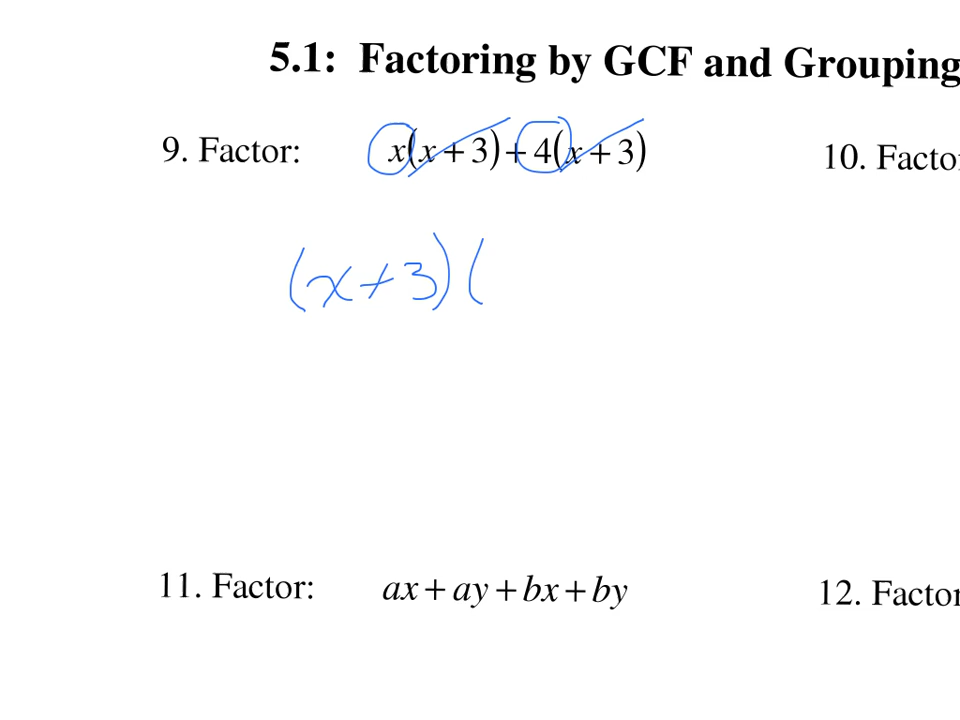 5.1: Factoring by GCF and Grouping
9. Factor: x(x+3)+4(x+3)
10. Facto
(x+3)(
11. Factor: ax+ay+bx+by
12. Factor